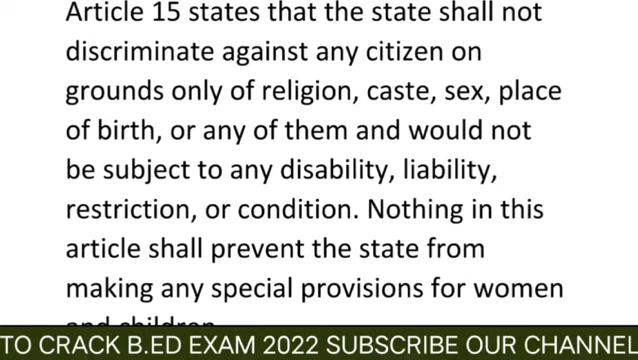 Article 15 states that the state shall not
discriminate against any citizen on
grounds only of religion, caste, sex, place
of birth, or any of them and would not
be subject to any disability, liability,
restriction, or condition. Nothing in this
article shall prevent the state from
making any special provisions for women
and children.
TO CRACK B.ED EXAM 2022 SUBSCRIBE OUR CHANNEL